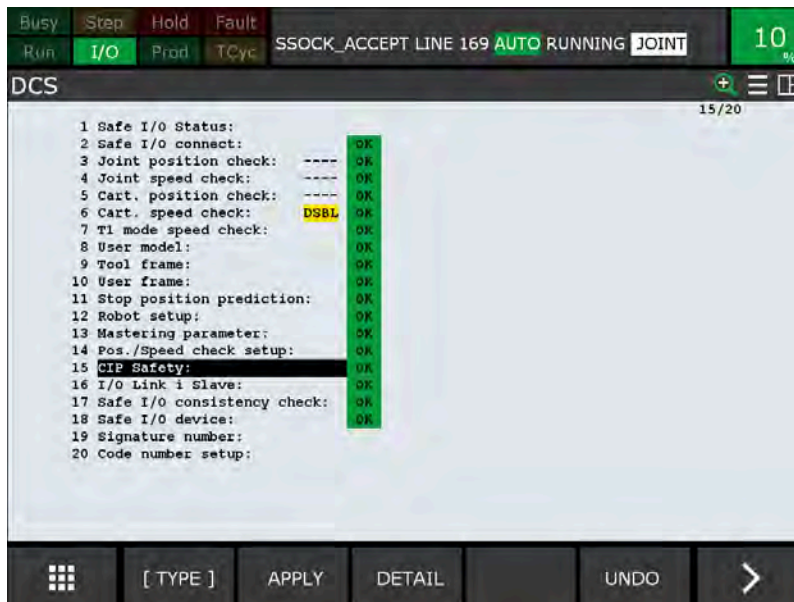 Busy Step Hold Fault
Run I/O Prod TCyc
SSOCK_ACCEPT LINE 169 AUTO RUNNING JOINT
10
%
DCS
15/20
1 Safe I/O Status:
2 Safe I/O connect: OK
3 Joint position check: ---- OK
4 Joint speed check: ---- OK
5 Cart. position check: ---- OK
6 Cart. speed check: DSBL OK
7 T1 mode speed check: OK
8 User model: OK
9 Tool frame: OK
10 User frame: OK
11 Stop position prediction: OK
12 Robot setup: OK
13 Mastering parameter: OK
14 Pos./Speed check setup: OK
15 CIP Safety: OK
16 I/O Link i Slave: OK
17 Safe I/O consistency check: OK
18 Safe I/O device: OK
19 Signature number:
20 Code number setup:
[ TYPE ] APPLY DETAIL UNDO >